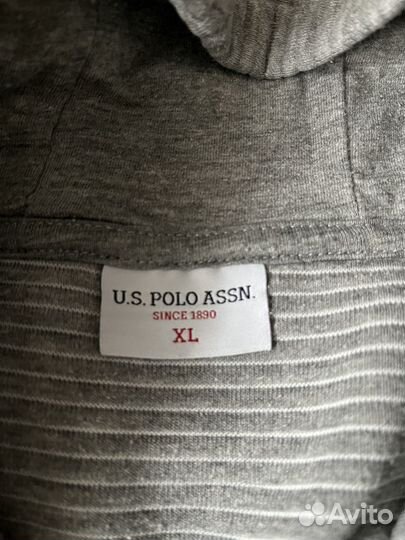 U.S. POLO ASSN.
SINCE 1890
XL
Avito